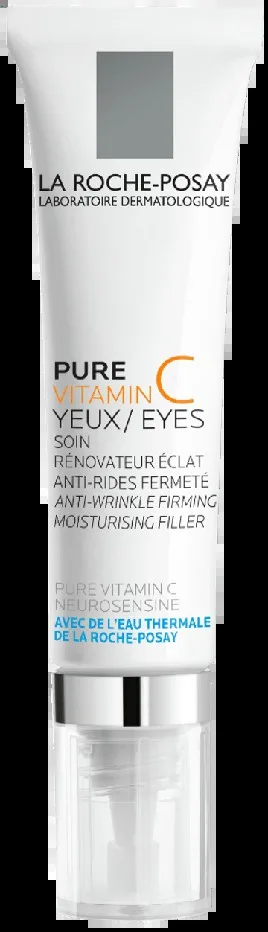 LA ROCHE-POSAY
LABORATOIRE DERMATOLOGIQUE
PURE
VITAMIN C
YEUX/ EYES
SOIN
RÉNOVATEUR ÉCLAT
ANTI-RIDES FERMETÉ
ANTI-WRINKLE FIRMING
MOISTURISING FILLER
PURE VITAMIN C
NEUROSENSINE
AVEC DE L'EAU THERMALE
DE LA ROCHE-POSAY